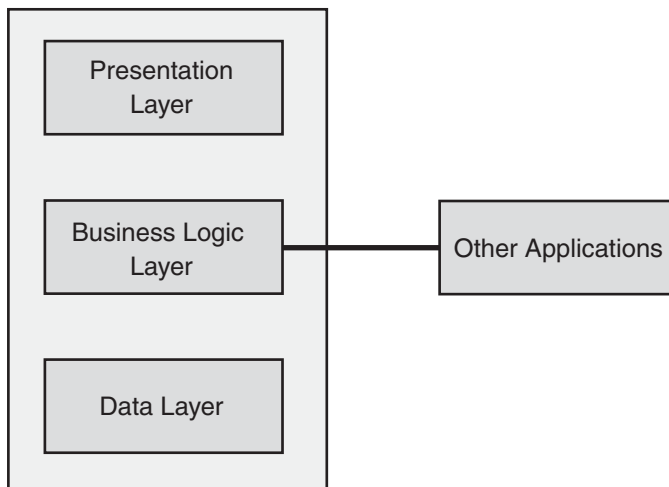 Presentation
Layer
Business Logic
Layer
Other Applications
Data Layer